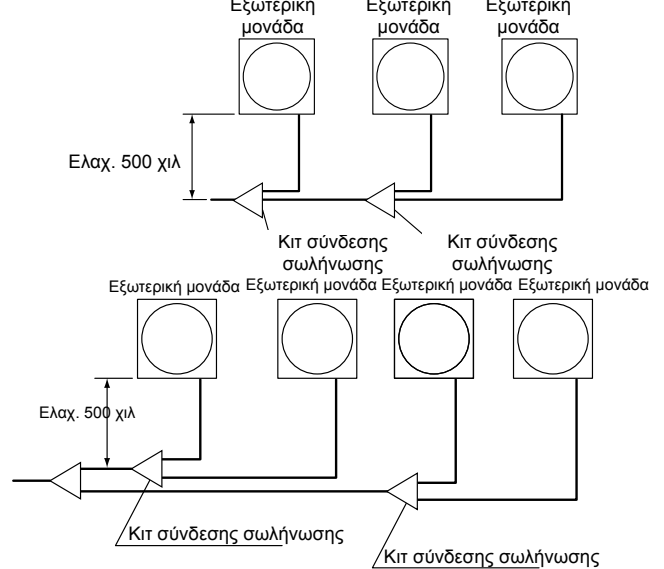 Εξωτερική
μονάδα
Εξωτερική
μονάδα
Εξωτερική
μονάδα
Ελαχ. 500 χιλ
Κιτ σύνδεσης
σωλήνωσης
Κιτ σύνδεσης
σωλήνωσης
Εξωτερική μονάδα
Εξωτερική μονάδα
Εξωτερική μονάδα
Εξωτερική μονάδα
Ελαχ. 500 χιλ
Κιτ σύνδεσης σωλήνωσης
Κιτ σύνδεσης σωλήνωσης